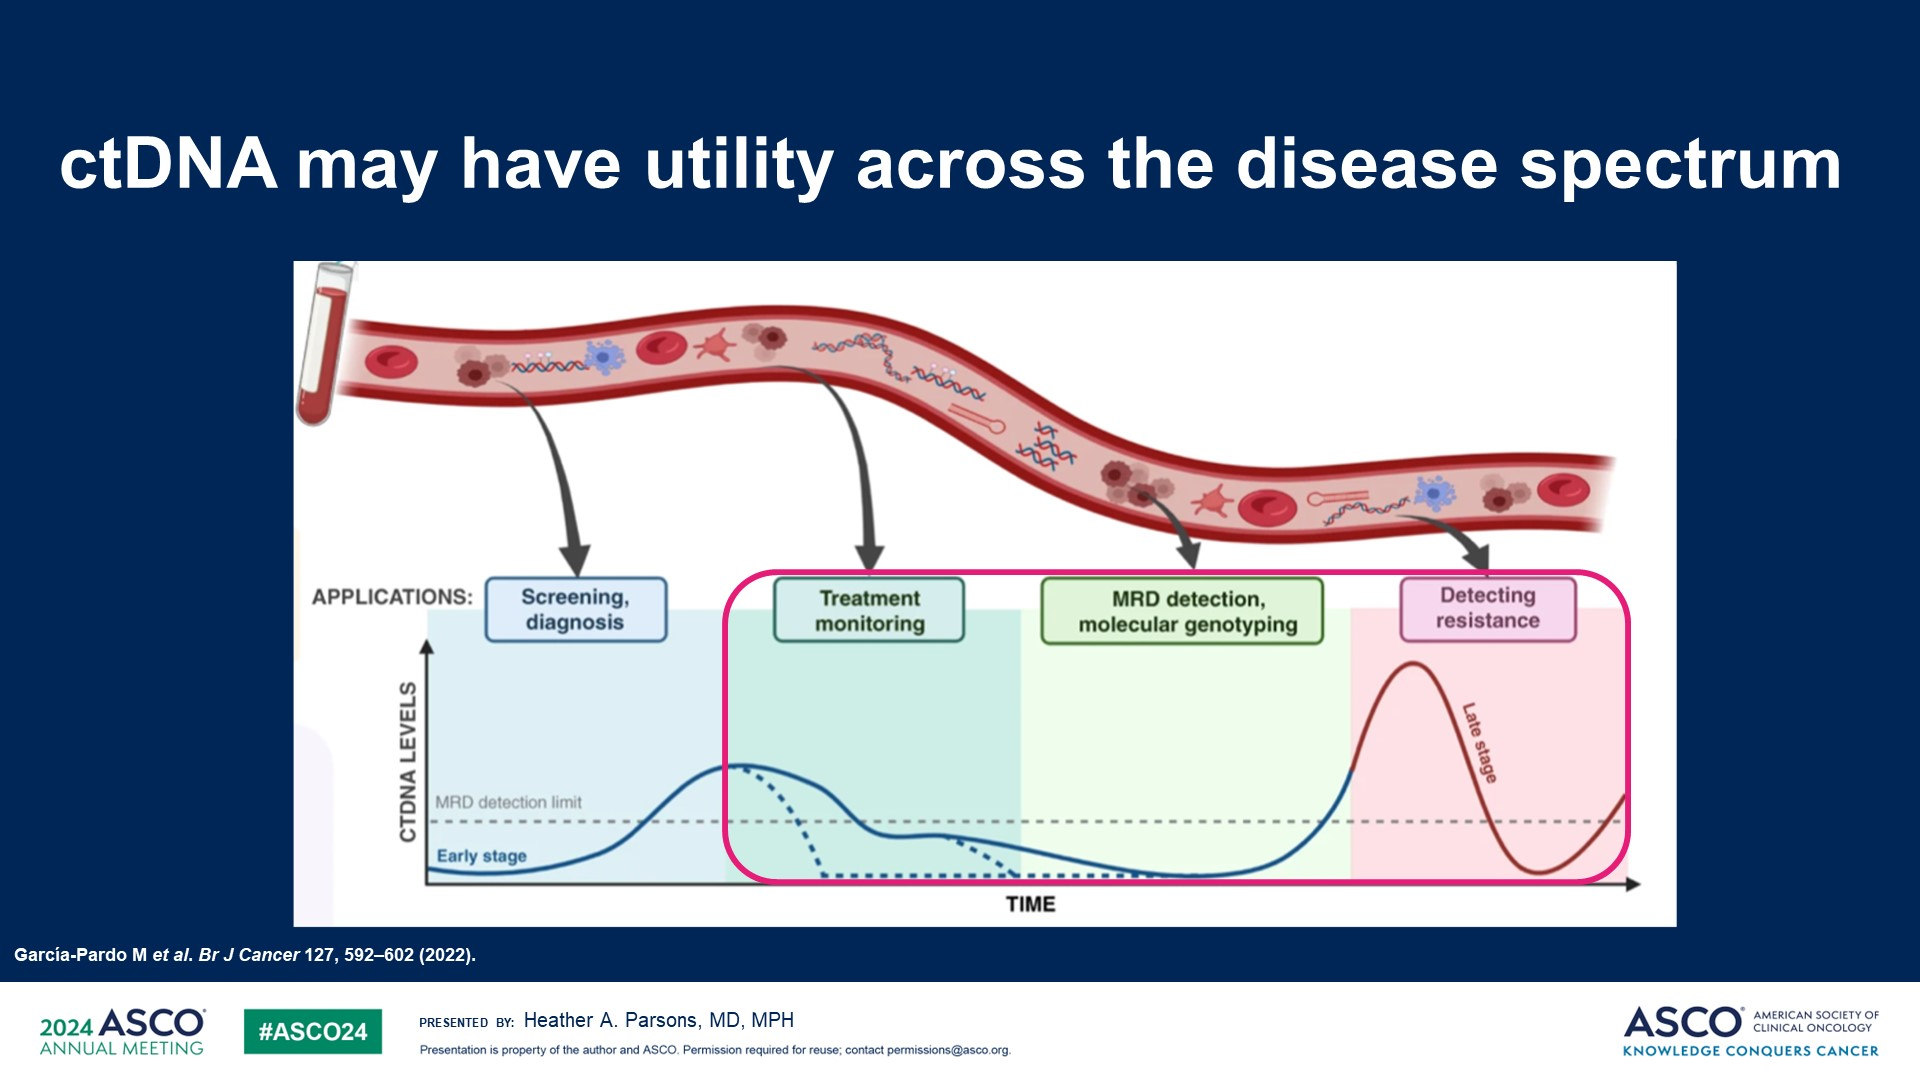 ctDNA may have utility across the disease spectrum
APPLICATIONS:
Screening,
diagnosis
Treatment
monitoring
MRD detection,
molecular genotyping
Detecting
resistance
CTDNA LEVELS
MRD detection limit
Early stage
Late stage
TIME
García-Pardo M et al. Br J Cancer 127, 592–602 (2022).
2024 ASCO®
ANNUAL MEETING
#ASCO24
PRESENTED BY: Heather A. Parsons, MD, MPH
Presentation is property of the author and ASCO. Permission required for reuse; contact permissions@asco.org.
ASCO® AMERICAN SOCIETY OF
CLINICAL ONCOLOGY
KNOWLEDGE CONQUERS CANCER